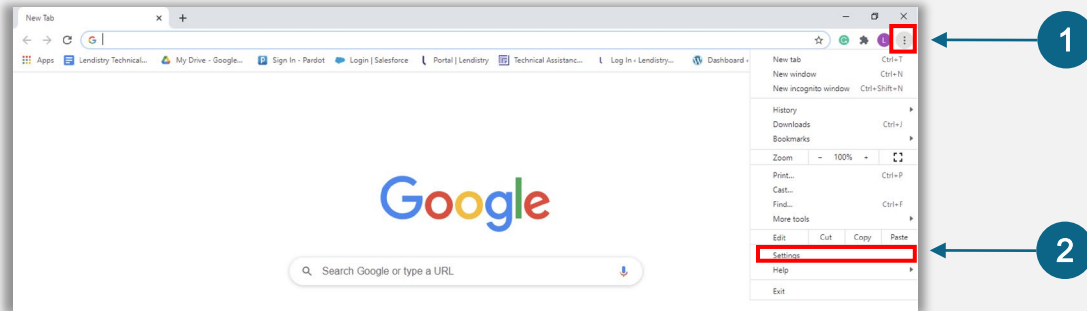 New Tab
1
Apps Lendistry Technical... My Drive - Google... Sign In - Pardot Login | Salesforce Portal | Lendistry Technical Assistanc... Log In ‹ Lendistry... Dashboard ‹
New tab Ctrl+T
New window Ctrl+N
New incognito window Ctrl+Shift+N
History
Downloads Ctrl+J
Bookmarks
Zoom - 100% +
Print... Ctrl+P
Cast...
Find... Ctrl+F
More tools
Edit Cut Copy Paste
Settings
2
Help
Exit
Google
Search Google or type a URL